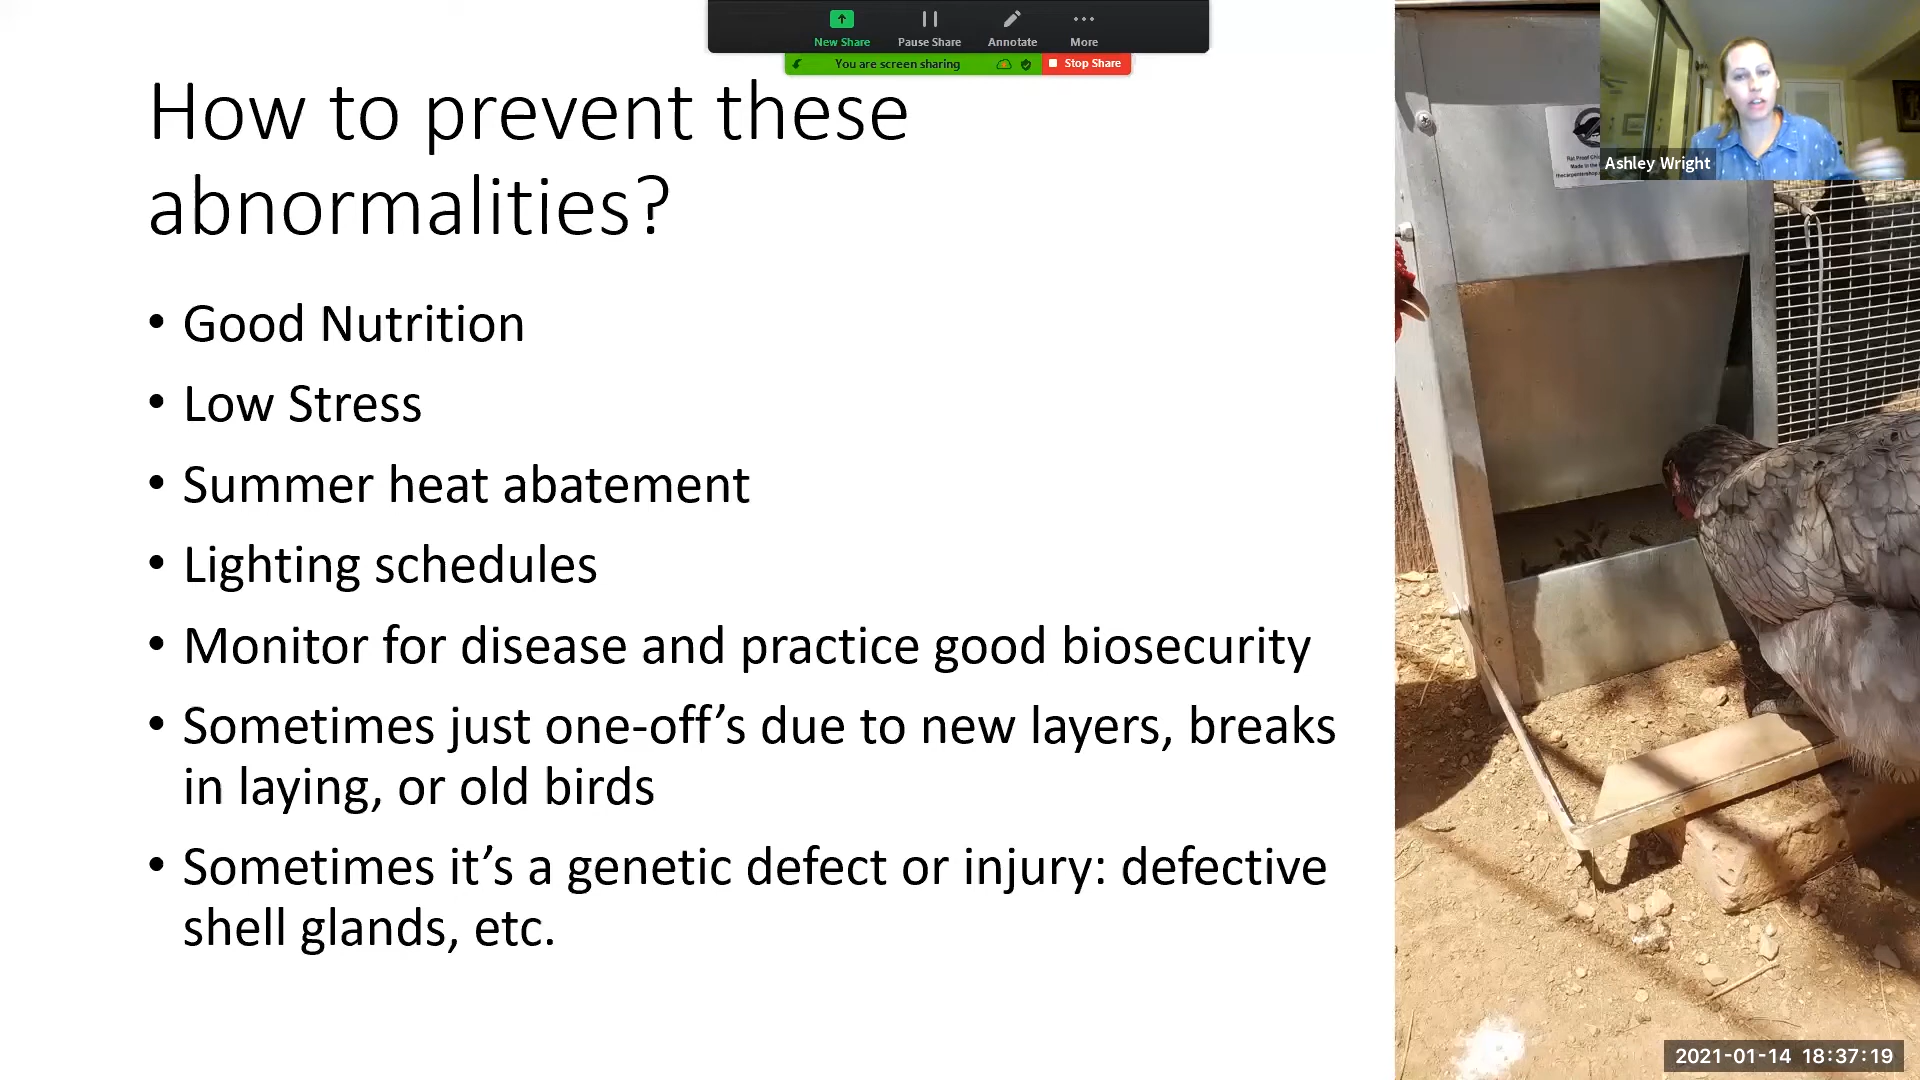 New Share
Pause Share
Annotate
More
You are screen sharing
Stop Share
How to prevent these
abnormalities?
• Good Nutrition
• Low Stress
• Summer heat abatement
• Lighting schedules
• Monitor for disease and practice good biosecurity
• Sometimes just one-off’s due to new layers, breaks
in laying, or old birds
• Sometimes it’s a genetic defect or injury: defective
shell glands, etc.
Ashley Wright
2021-01-14 18:37:19